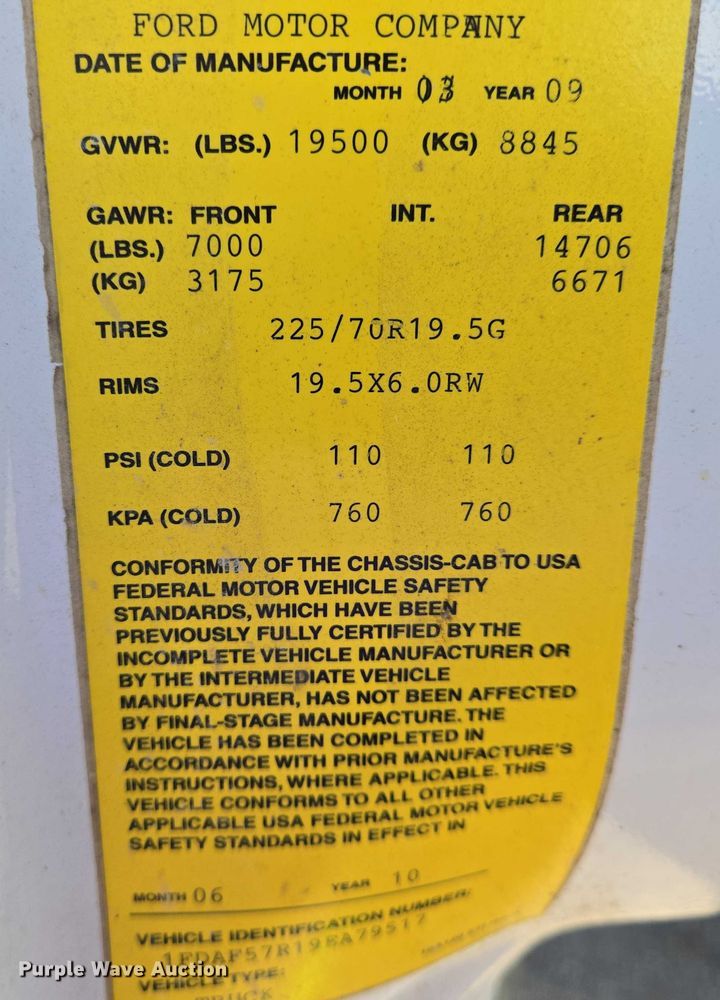 FORD MOTOR COMPANY
DATE OF MANUFACTURE:
MONTH 03 YEAR 09
GVWR: (LBS.) 19500 (KG) 8845
GAWR: FRONT INT. REAR
(LBS.) 7000 14706
(KG) 3175 6671
TIRES 225/70R19.5G
RIMS 19.5X6.0RW
PSI (COLD) 110 110
KPA (COLD) 760 760
CONFORMITY OF THE CHASSIS-CAB TO USA
FEDERAL MOTOR VEHICLE SAFETY
STANDARDS, WHICH HAVE BEEN
PREVIOUSLY FULLY CERTIFIED BY THE
INCOMPLETE VEHICLE MANUFACTURER OR
BY THE INTERMEDIATE VEHICLE
MANUFACTURER, HAS NOT BEEN AFFECTED
BY FINAL-STAGE MANUFACTURE. THE
VEHICLE HAS BEEN COMPLETED IN
ACCORDANCE WITH PRIOR MANUFACTURE'S
INSTRUCTIONS, WHERE APPLICABLE. THIS
VEHICLE CONFORMS TO ALL OTHER
APPLICABLE USA FEDERAL MOTOR VEHICLE
SAFETY STANDARDS IN EFFECT IN
MONTH 06 YEAR 10
VEHICLE IDENTIFICATION NUMBER:
1FDAF57R19EA79517
VEHICLE TYPE:
TRUCK
Purple Wave Auction